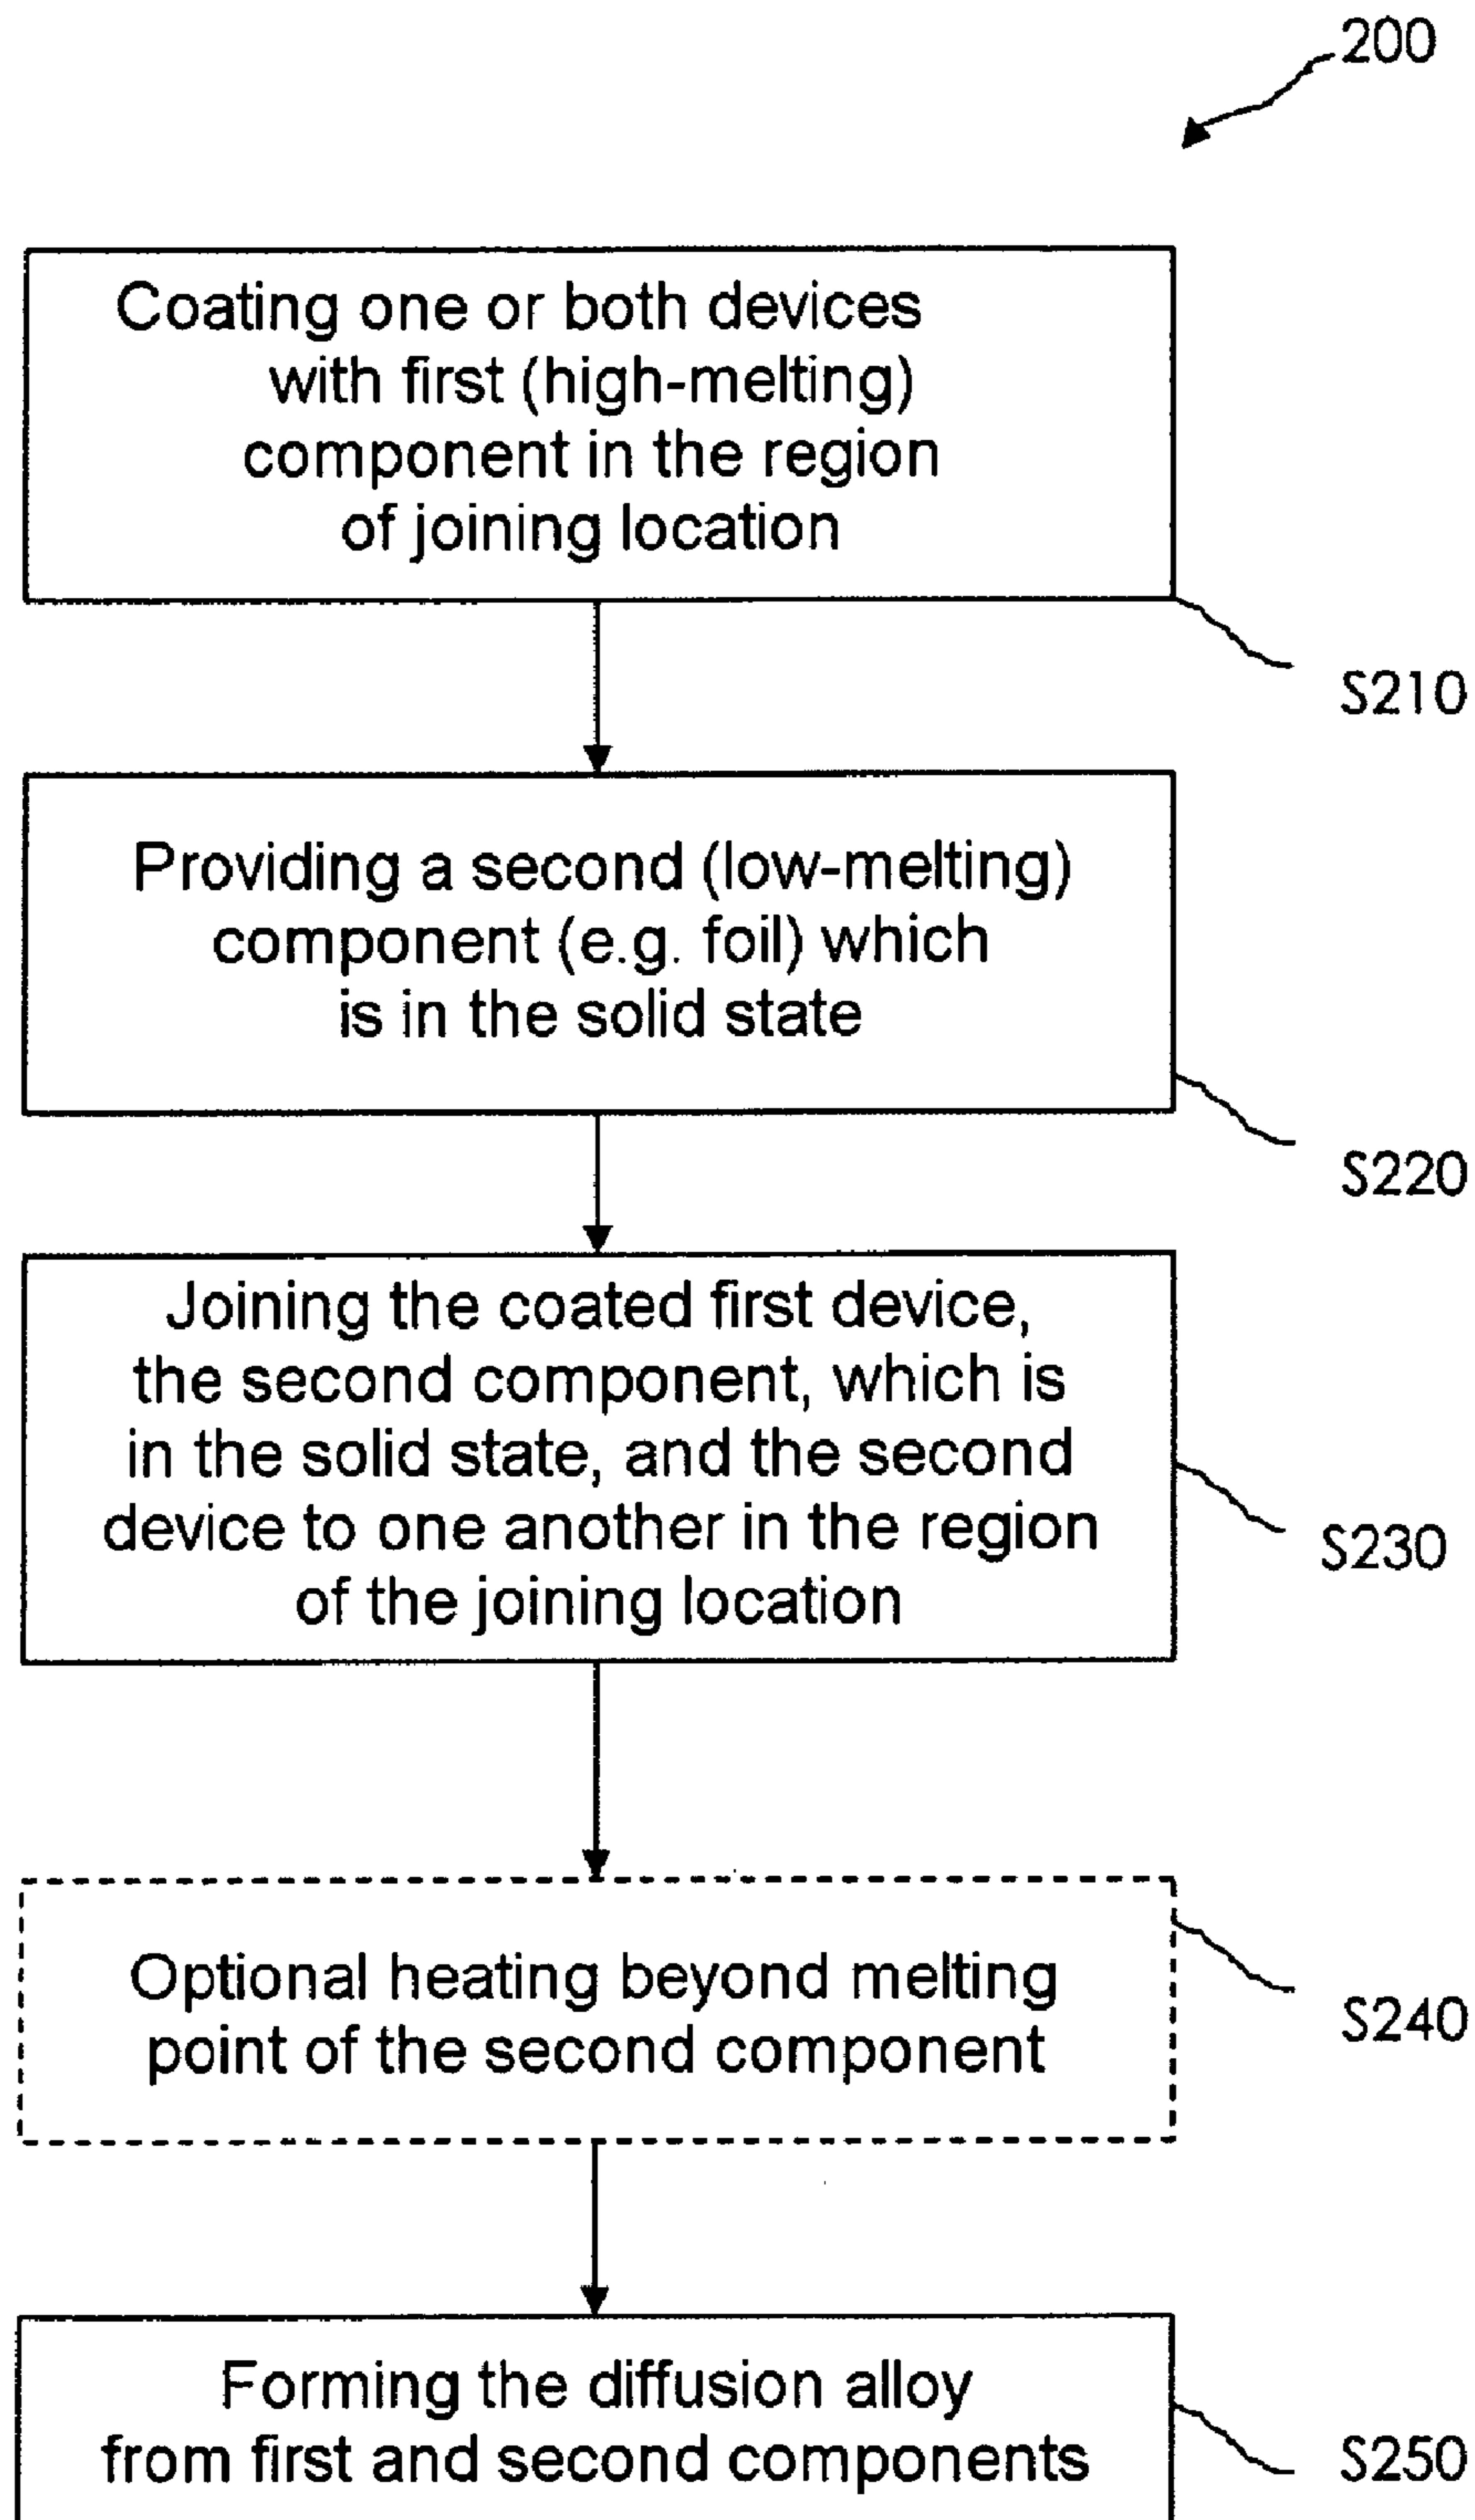 200
Coating one or both devices
with first (high-melting)
component in the region
of joining location
S210
Providing a second (low-melting)
component (e.g. foil) which
is in the solid state
S220
Joining the coated first device,
the second component, which is
in the solid state, and the second
device to one another in the region
of the joining location
S230
Optional heating beyond melting
point of the second component
S240
Forming the diffusion alloy
from first and second components
S250